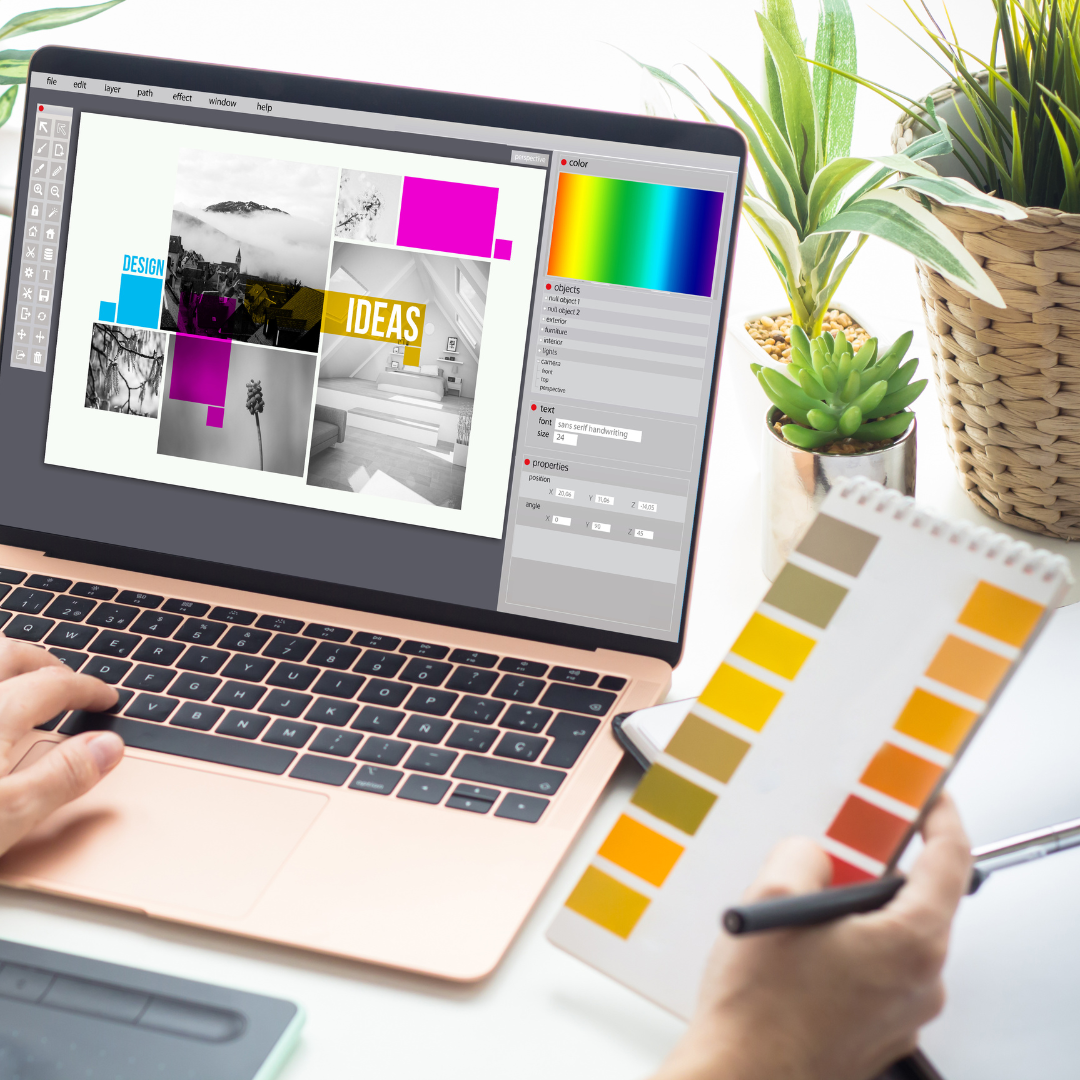 file edit layer path effect window help
perspective
color
DESIGN
IDEAS
objects
null object 1
null object 2
exterior
furniture
interior
lights
camera
front
top
perspective
text
font sans serif handwriting
size 24
properties
position
X 20,06 Y 11,06 Z -16,05
angle
X 0 Y 90 Z 45
Q W E R T Y U I O P
D F G H J K L Ñ
V B N M
option